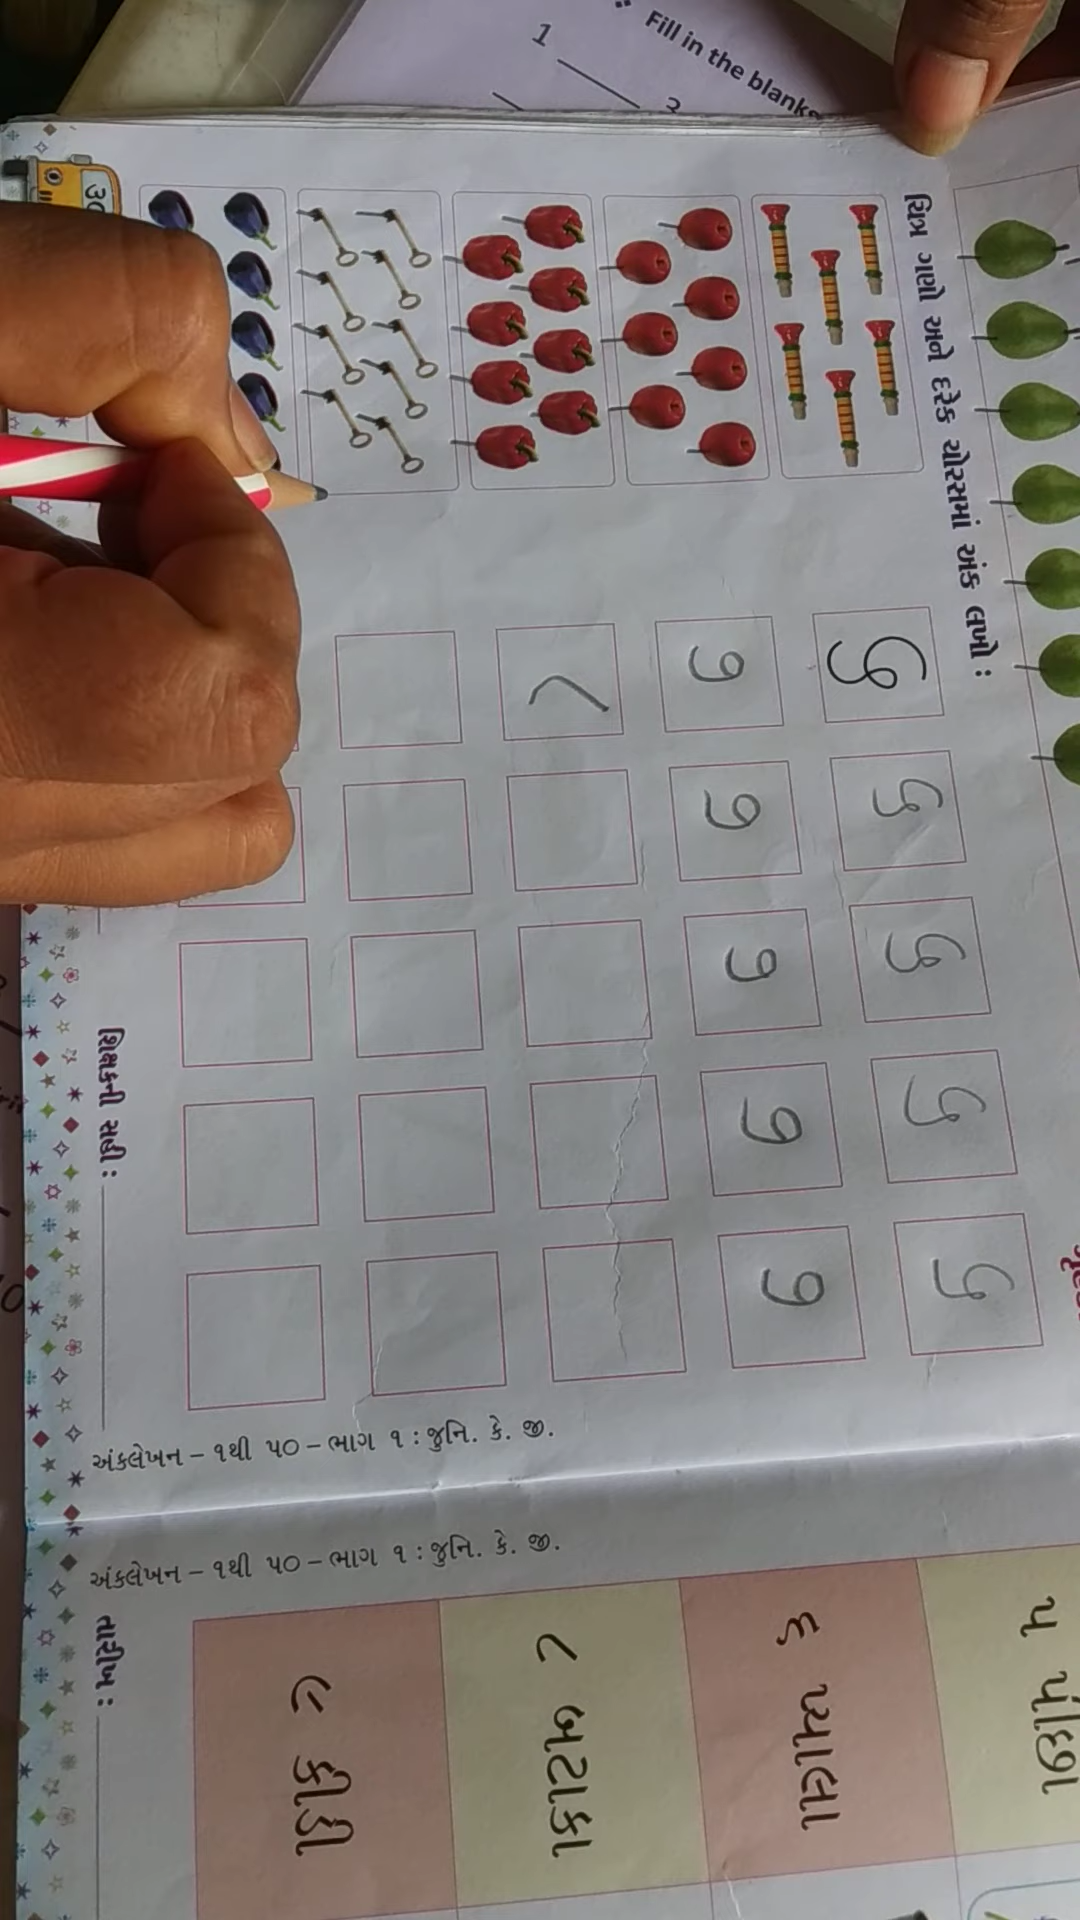 Fill in the blanks
1
ચિત્ર ગણો અને દરેક ચોરસમાં અંક લખો :
૬ ૬ ૬ ૬ ૬
૭ ૭ ૭ ૭ ૭
૮
શિક્ષકની સહી :
અંકલેખન – ૧થી ૫૦ – ભાગ ૧ : જુનિ. કે. જી.
અંકલેખન – ૧થી ૫૦ – ભાગ ૧ : જુનિ. કે. જી.
૫ પીંછા
૬ પ્યાલા
૮ બટાકા
૯ કીડી
તારીખ :